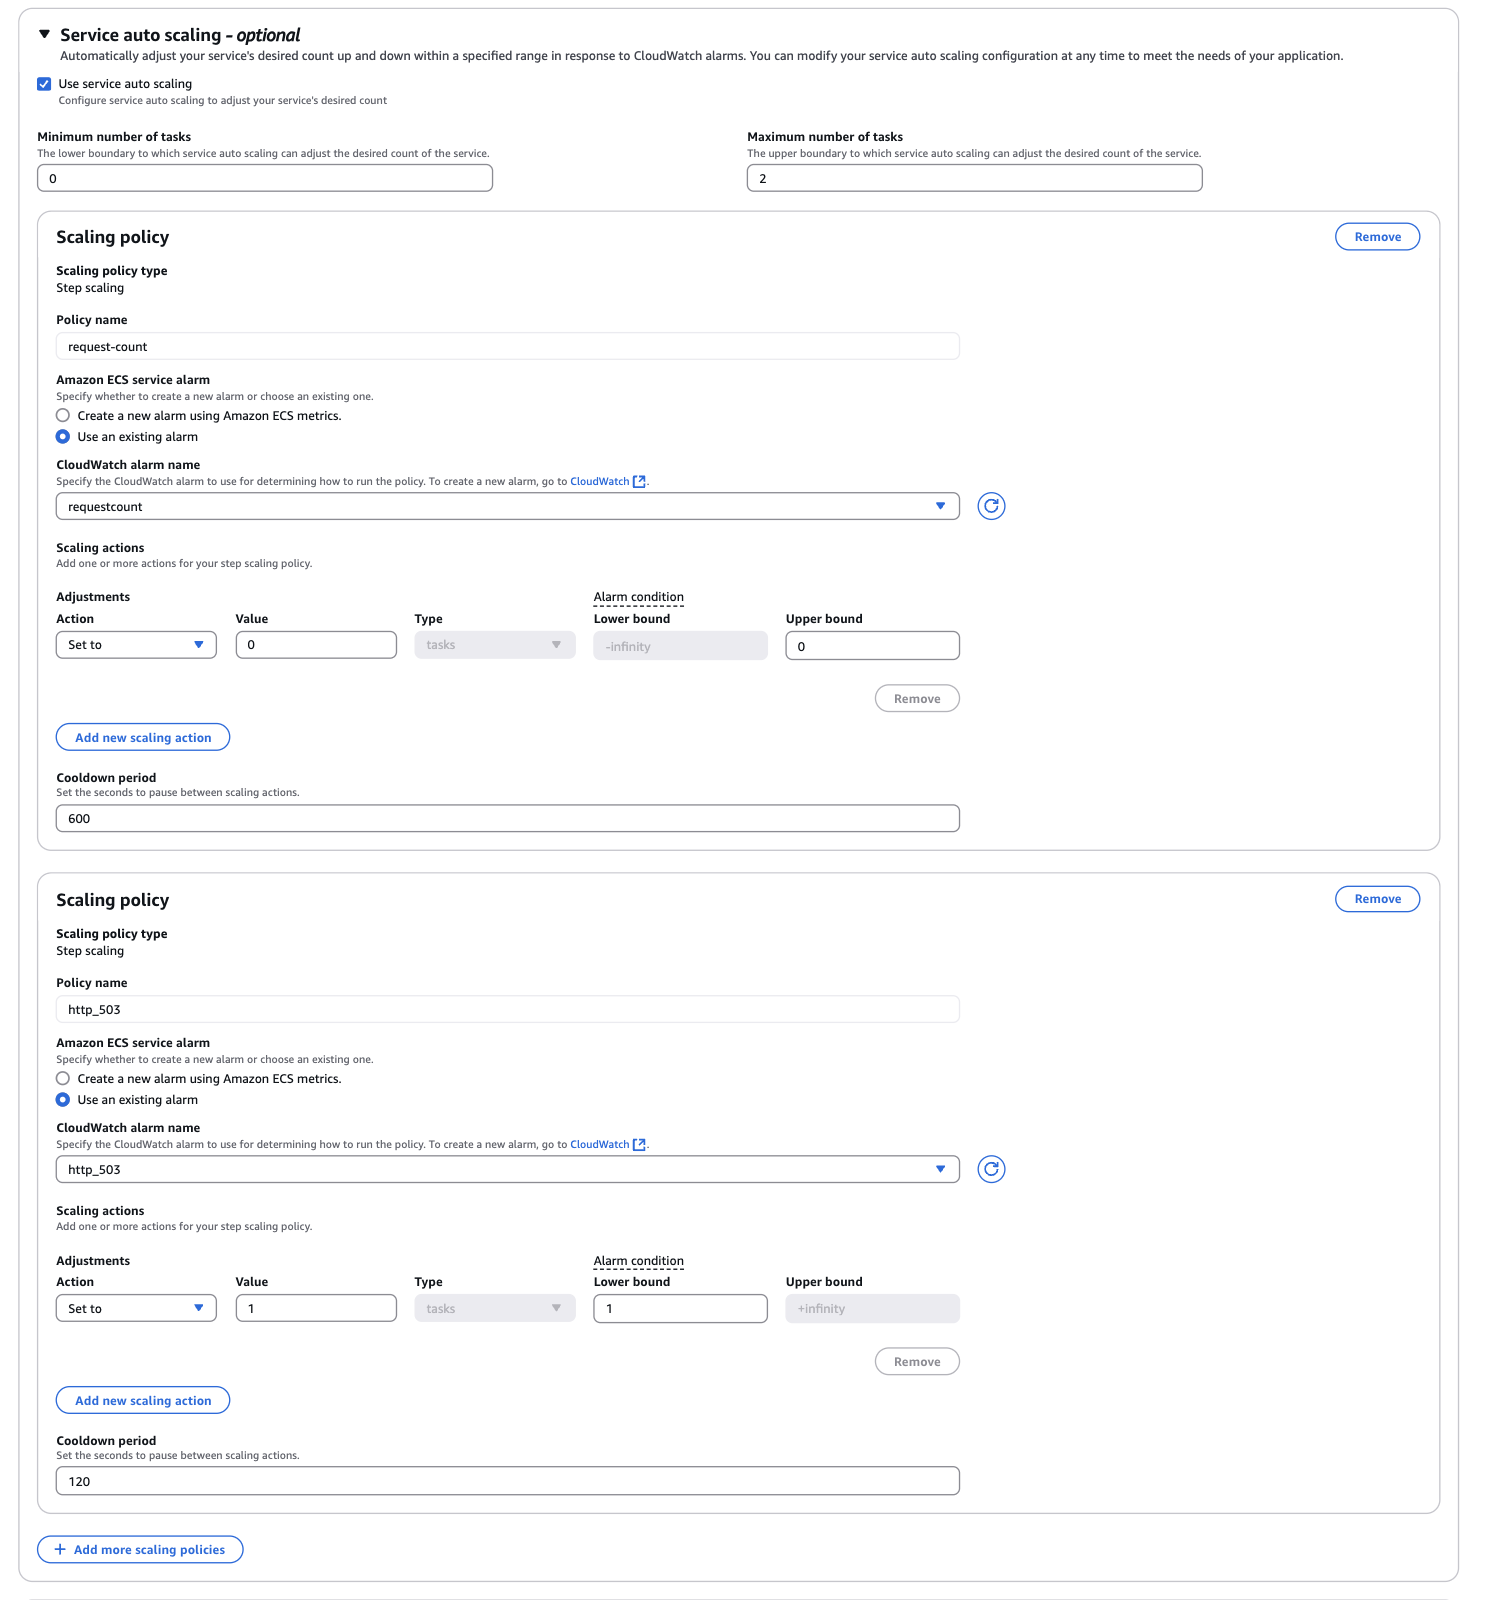 Service auto scaling - optional
Automatically adjust your service's desired count up and down within a specified range in response to CloudWatch alarms. You can modify your service auto scaling configuration at any time to meet the needs of your application.
Use service auto scaling
Configure service auto scaling to adjust your service's desired count
Minimum number of tasks
The lower boundary to which service auto scaling can adjust the desired count of the service.
0
Maximum number of tasks
The upper boundary to which service auto scaling can adjust the desired count of the service.
2
Scaling policy
Remove
Scaling policy type
Step scaling
Policy name
request-count
Amazon ECS service alarm
Specify whether to create a new alarm or choose an existing one.
Create a new alarm using Amazon ECS metrics.
Use an existing alarm
CloudWatch alarm name
Specify the CloudWatch alarm to use for determining how to run the policy. To create a new alarm, go to CloudWatch.
requestcount
Scaling actions
Add one or more actions for your step scaling policy.
Adjustments Alarm condition
Action Value Type Lower bound Upper bound
Set to 0 tasks -infinity 0
Remove
Add new scaling action
Cooldown period
Set the seconds to pause between scaling actions.
600
Scaling policy
Remove
Scaling policy type
Step scaling
Policy name
http_503
Amazon ECS service alarm
Specify whether to create a new alarm or choose an existing one.
Create a new alarm using Amazon ECS metrics.
Use an existing alarm
CloudWatch alarm name
Specify the CloudWatch alarm to use for determining how to run the policy. To create a new alarm, go to CloudWatch.
http_503
Scaling actions
Add one or more actions for your step scaling policy.
Adjustments Alarm condition
Action Value Type Lower bound Upper bound
Set to 1 tasks 1 +infinity
Remove
Add new scaling action
Cooldown period
Set the seconds to pause between scaling actions.
120
+ Add more scaling policies